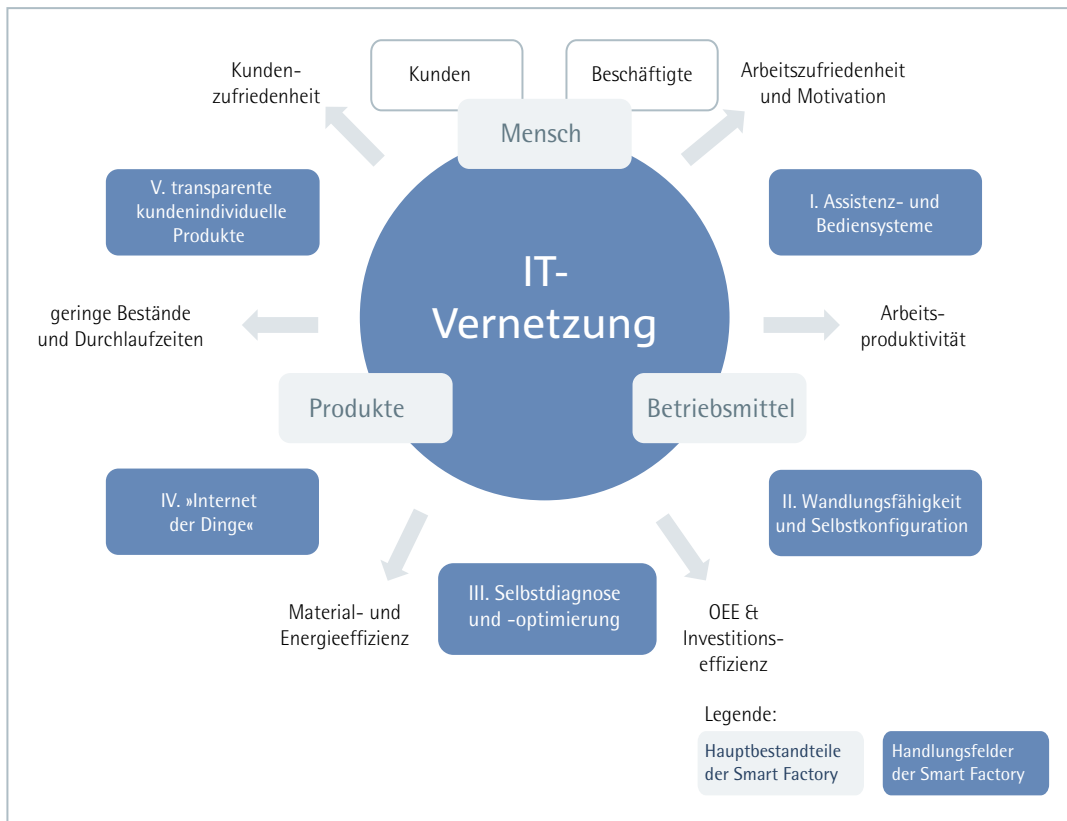 Kunden-
zufriedenheit
Kunden
Beschäftigte
Arbeitszufriedenheit
und Motivation
Mensch
V. transparente
kundenindividuelle
Produkte
I. Assistenz- und
Bediensysteme
IT-
Vernetzung
geringe Bestände
und Durchlaufzeiten
Arbeits-
produktivität
Produkte
Betriebsmittel
IV. »Internet
der Dinge«
II. Wandlungsfähigkeit
und Selbstkonfiguration
III. Selbstdiagnose
und -optimierung
Material- und
Energieeffizienz
OEE &
Investitions-
effizienz
Legende:
Hauptbestandteile
der Smart Factory
Handlungsfelder
der Smart Factory